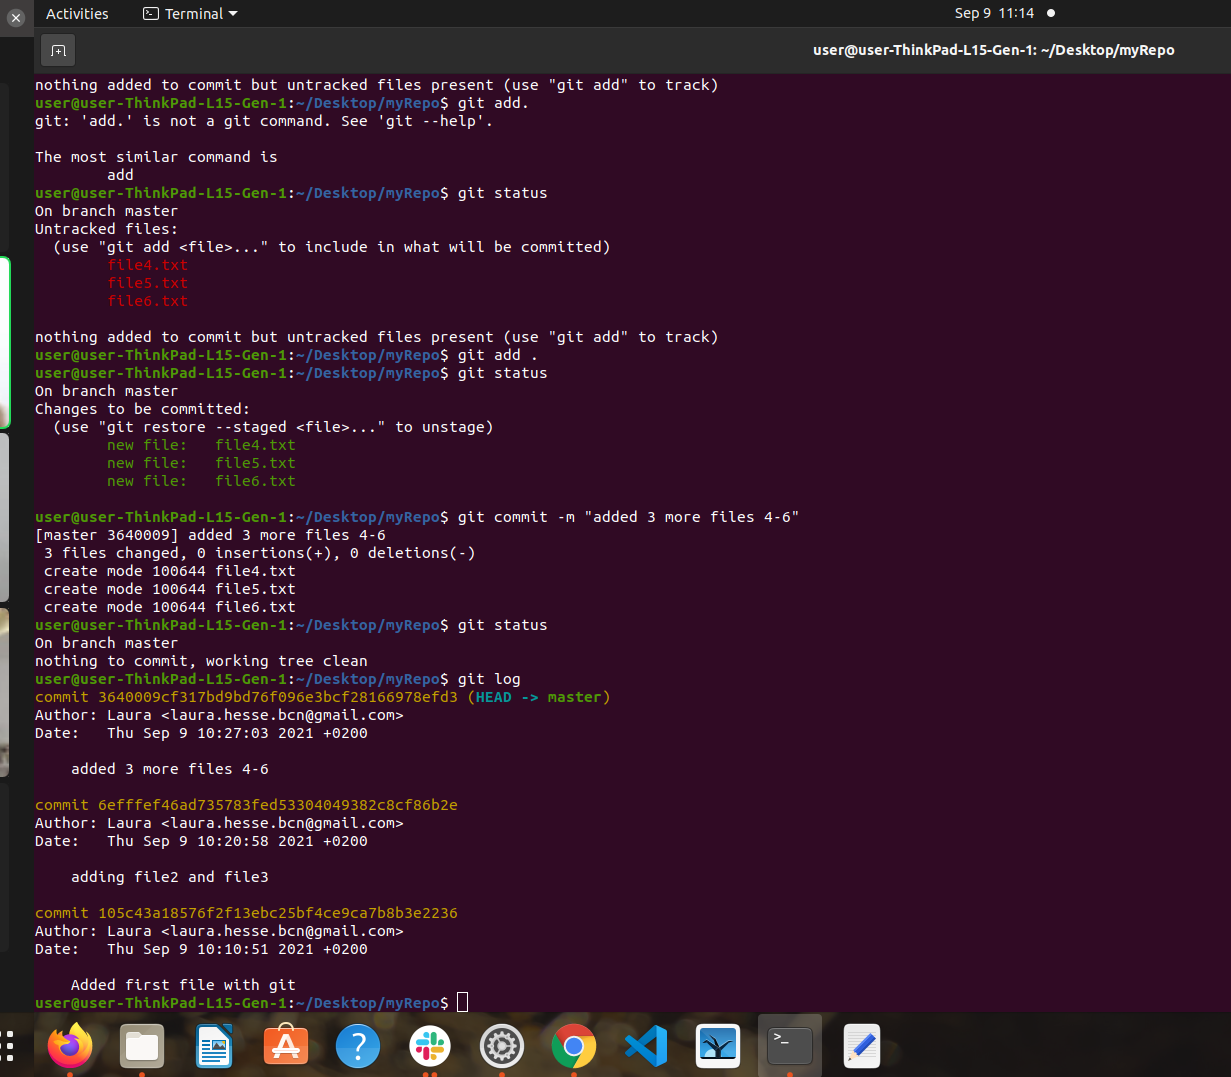 Activities
Terminal
Sep 9 11:14
user@user-ThinkPad-L15-Gen-1: ~/Desktop/myRepo
nothing added to commit but untracked files present (use "git add" to track)
user@user-ThinkPad-L15-Gen-1:~/Desktop/myRepo$ git add.
git: 'add.' is not a git command. See 'git --help'.

The most similar command is
        add
user@user-ThinkPad-L15-Gen-1:~/Desktop/myRepo$ git status
On branch master
Untracked files:
  (use "git add <file>..." to include in what will be committed)
        file4.txt
        file5.txt
        file6.txt

nothing added to commit but untracked files present (use "git add" to track)
user@user-ThinkPad-L15-Gen-1:~/Desktop/myRepo$ git add .
user@user-ThinkPad-L15-Gen-1:~/Desktop/myRepo$ git status
On branch master
Changes to be committed:
  (use "git restore --staged <file>..." to unstage)
        new file:   file4.txt
        new file:   file5.txt
        new file:   file6.txt

user@user-ThinkPad-L15-Gen-1:~/Desktop/myRepo$ git commit -m "added 3 more files 4-6"
[master 3640009] added 3 more files 4-6
 3 files changed, 0 insertions(+), 0 deletions(-)
 create mode 100644 file4.txt
 create mode 100644 file5.txt
 create mode 100644 file6.txt
user@user-ThinkPad-L15-Gen-1:~/Desktop/myRepo$ git status
On branch master
nothing to commit, working tree clean
user@user-ThinkPad-L15-Gen-1:~/Desktop/myRepo$ git log
commit 3640009cf317bd9bd76f096e3bcf28166978efd3 (HEAD -> master)
Author: Laura <laura.hesse.bcn@gmail.com>
Date:   Thu Sep 9 10:27:03 2021 +0200

    added 3 more files 4-6

commit 6efffef46ad735783fed53304049382c8cf86b2e
Author: Laura <laura.hesse.bcn@gmail.com>
Date:   Thu Sep 9 10:20:58 2021 +0200

    adding file2 and file3

commit 105c43a18576f2f13ebc25bf4ce9ca7b8b3e2236
Author: Laura <laura.hesse.bcn@gmail.com>
Date:   Thu Sep 9 10:10:51 2021 +0200

    Added first file with git
user@user-ThinkPad-L15-Gen-1:~/Desktop/myRepo$